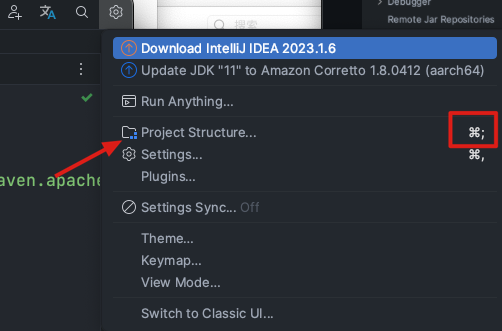 搜索
Debugger
Remote Jar Repositories
Download IntelliJ IDEA 2023.1.6
Update JDK "11" to Amazon Corretto 1.8.0412 (aarch64)
Run Anything...
Project Structure... ⌘;
Settings... ⌘,
aven.apache
Plugins...
Settings Sync... Off
Theme...
Keymap...
View Mode...
Switch to Classic UI...